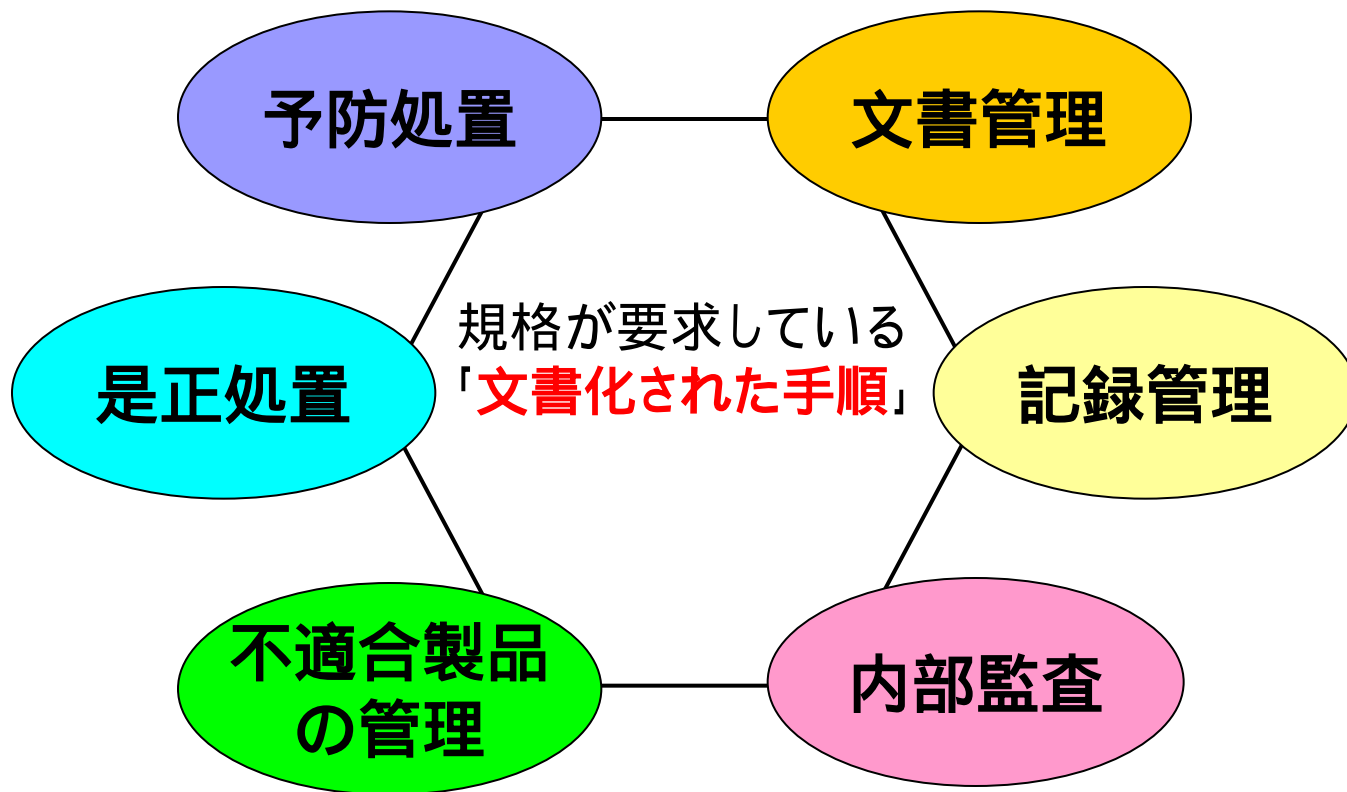 予防処置
文書管理
規格が要求している
「文書化された手順」
是正処置
記録管理
不適合製品
の管理
内部監査